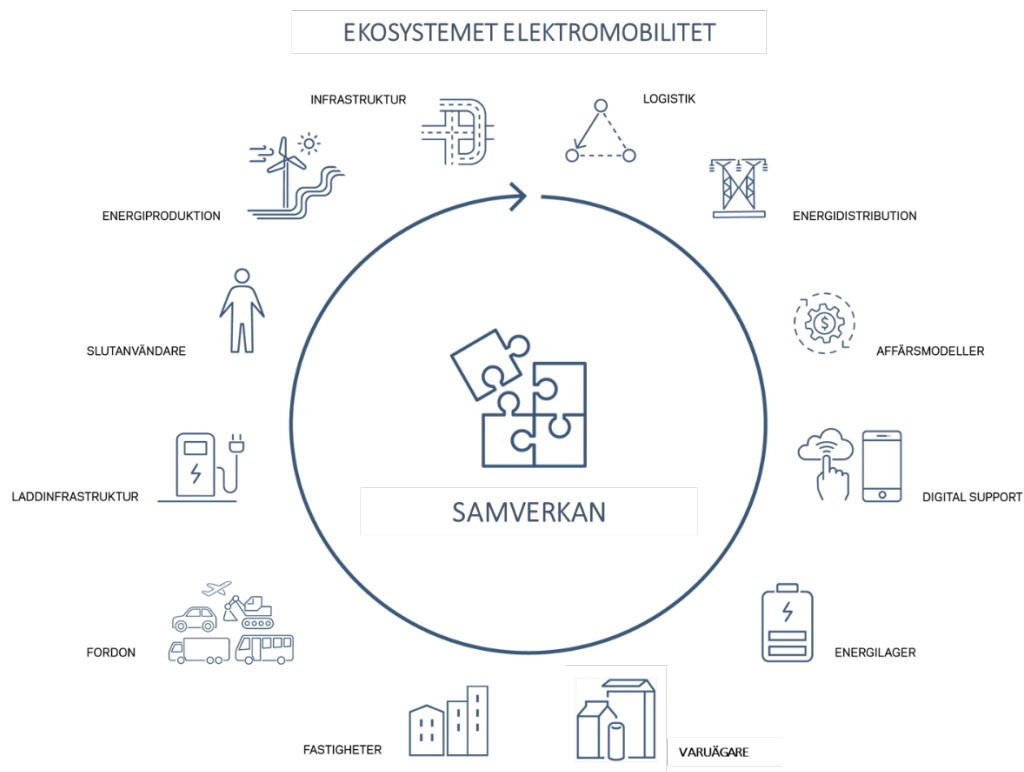 EKOSYSTEMET ELEKTROMOBILITET
INFRASTRUKTUR
LOGISTIK
ENERGIPRODUKTION
ENERGIDISTRIBUTION
SLUTANVÄNDARE
AFFÄRSMODELLER
$
LADDINFRASTRUKTUR
DIGITAL SUPPORT
SAMVERKAN
FORDON
ENERGILAGER
FASTIGHETER
VARUÄGARE